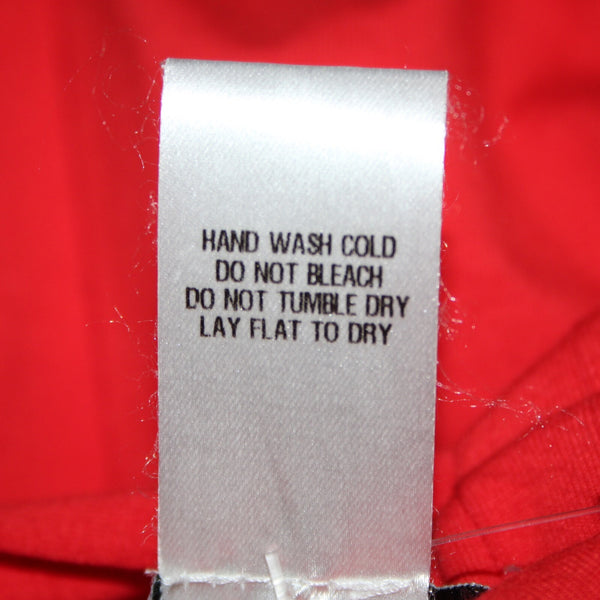 HAND WASH COLD
DO NOT BLEACH
DO NOT TUMBLE DRY
LAY FLAT TO DRY